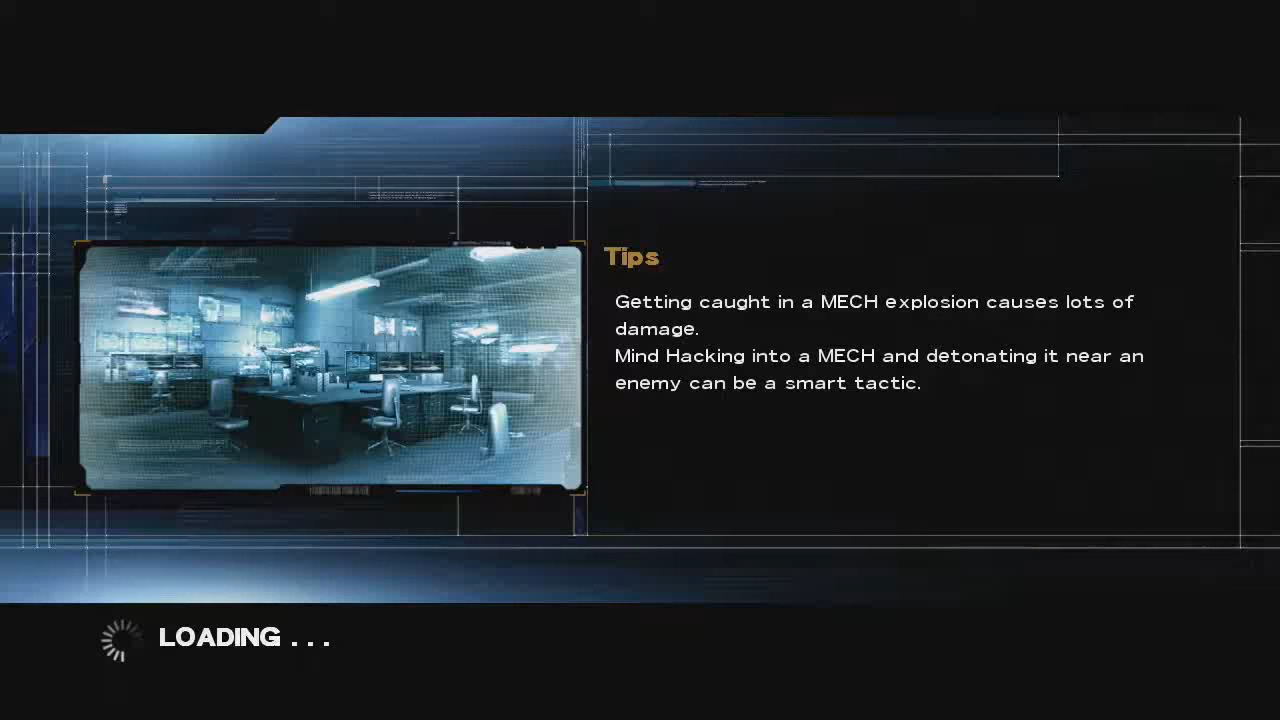 Tips
Getting caught in a MECH explosion causes lots of
damage.
Mind Hacking into a MECH and detonating it near an
enemy can be a smart tactic.
LOADING . . .